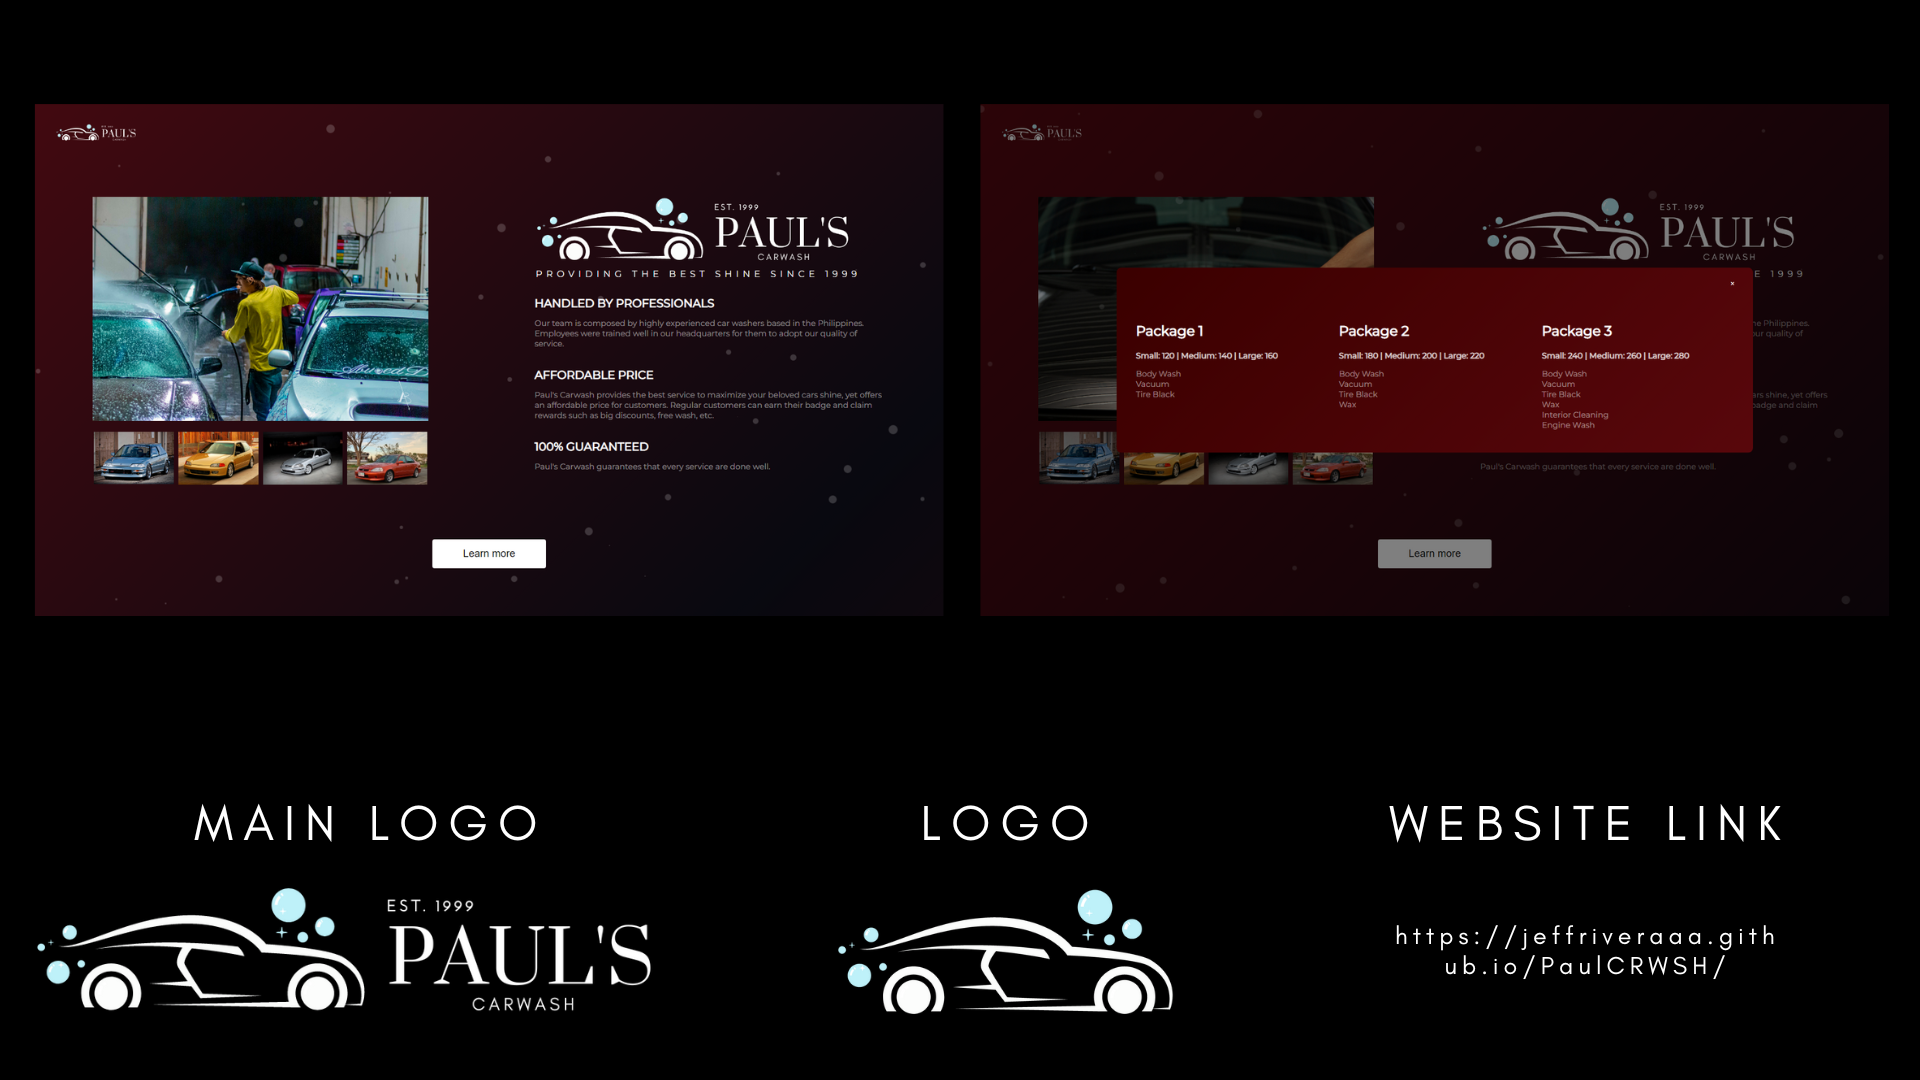 PAUL'S
EST. 1999
PAUL'S
CARWASH
PROVIDING THE BEST SHINE SINCE 1999
HANDLED BY PROFESSIONALS
Our team is composed by highly experienced car washers based in the Philippines.
Employees were trained well in our headquarters for them to adopt our quality of
service.
AFFORDABLE PRICE
Paul's Carwash provides the best service to maximize your beloved cars shine, yet offers
an affordable price for customers. Regular customers can earn their badge and claim
rewards such as big discounts, free wash, etc.
100% GUARANTEED
Paul's Carwash guarantees that every service are done well.
Learn more
PAUL'S
EST. 1999
PAUL'S
CARWASH
E 1999
×
Package 1
Small: 120 | Medium: 140 | Large: 160
Body Wash
Vacuum
Tire Black
Package 2
Small: 180 | Medium: 200 | Large: 220
Body Wash
Vacuum
Tire Black
Wax
Package 3
Small: 240 | Medium: 260 | Large: 280
Body Wash
Vacuum
Tire Black
Wax
Interior Cleaning
Engine Wash
he Philippines.
ur quality of
ars shine, yet offers
badge and claim
Paul's Carwash guarantees that every service are done well.
Learn more
MAIN LOGO
EST. 1999
PAUL'S
CARWASH
LOGO
WEBSITE LINK
https://jeffriveraaa.gith
ub.io/PaulCRWSH/